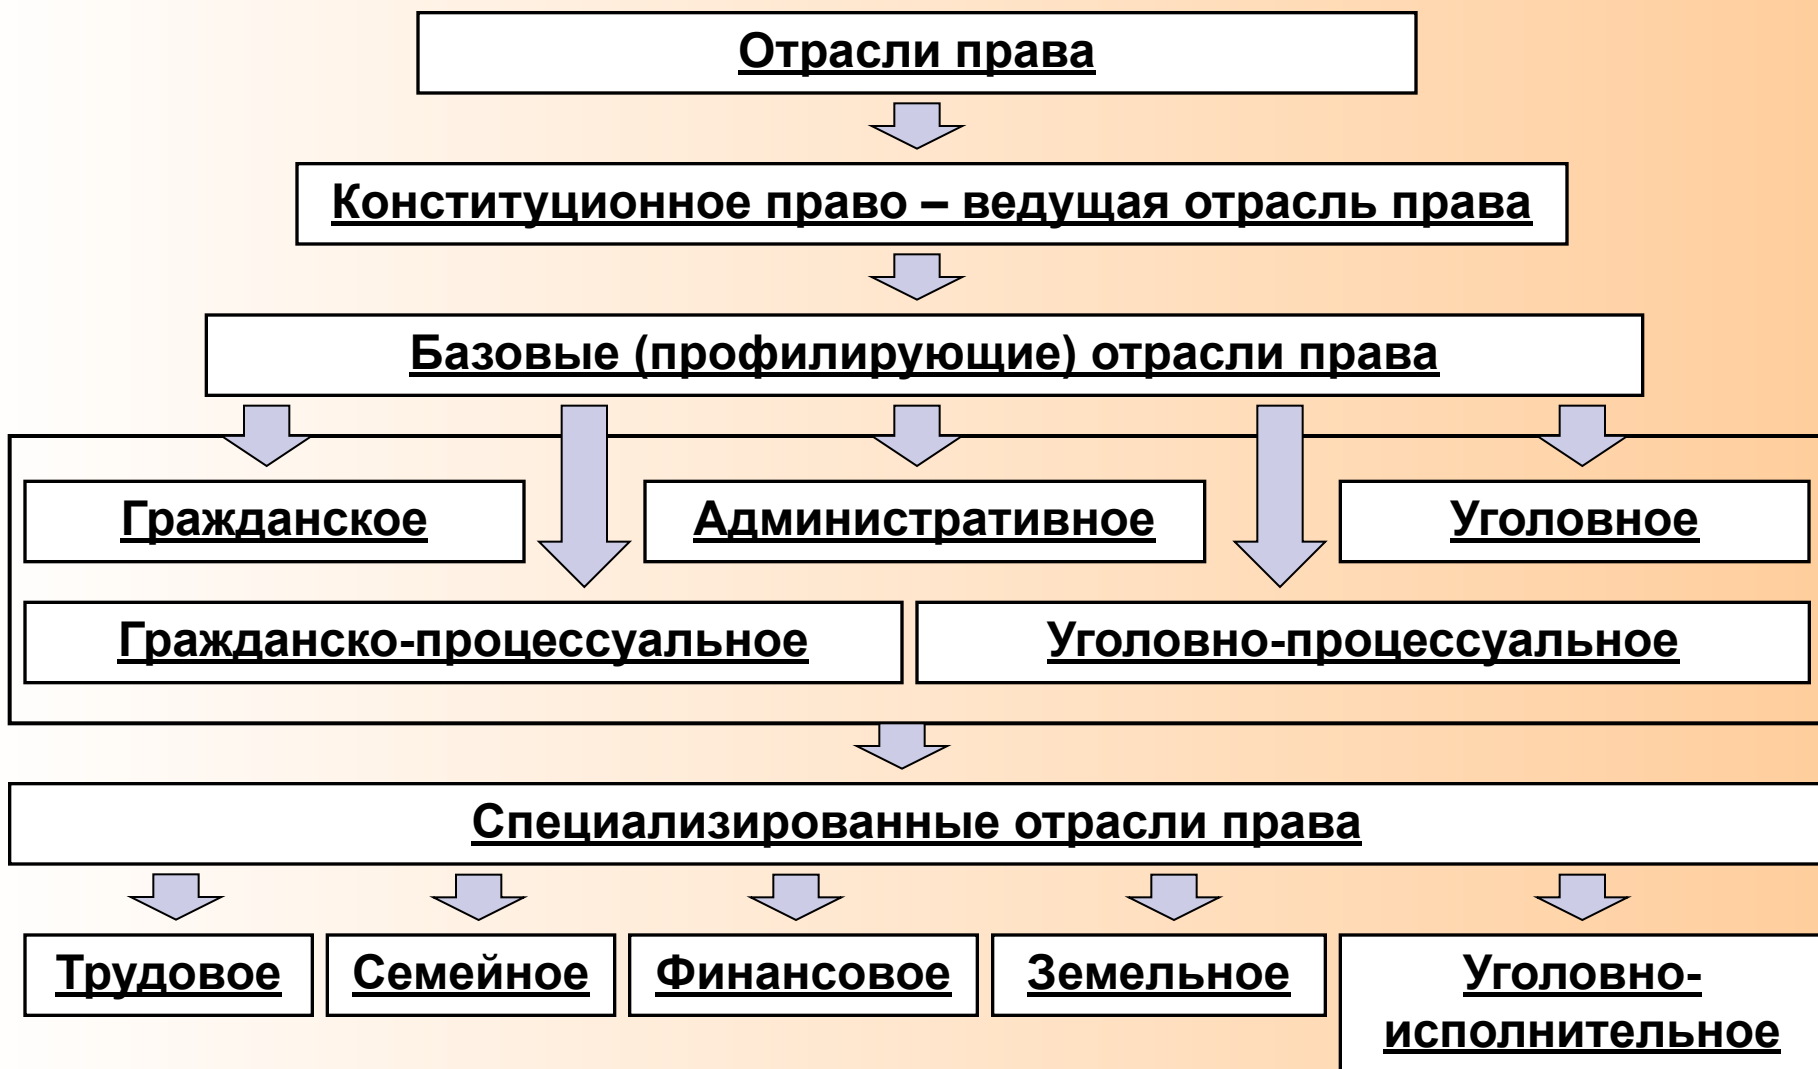 Отрасли права
Конституционное право – ведущая отрасль права
Базовые (профилирующие) отрасли права
Гражданское
Административное
Уголовное
Гражданско-процессуальное
Уголовно-процессуальное
Специализированные отрасли права
Трудовое
Семейное
Финансовое
Земельное
Уголовно-
исполнительное